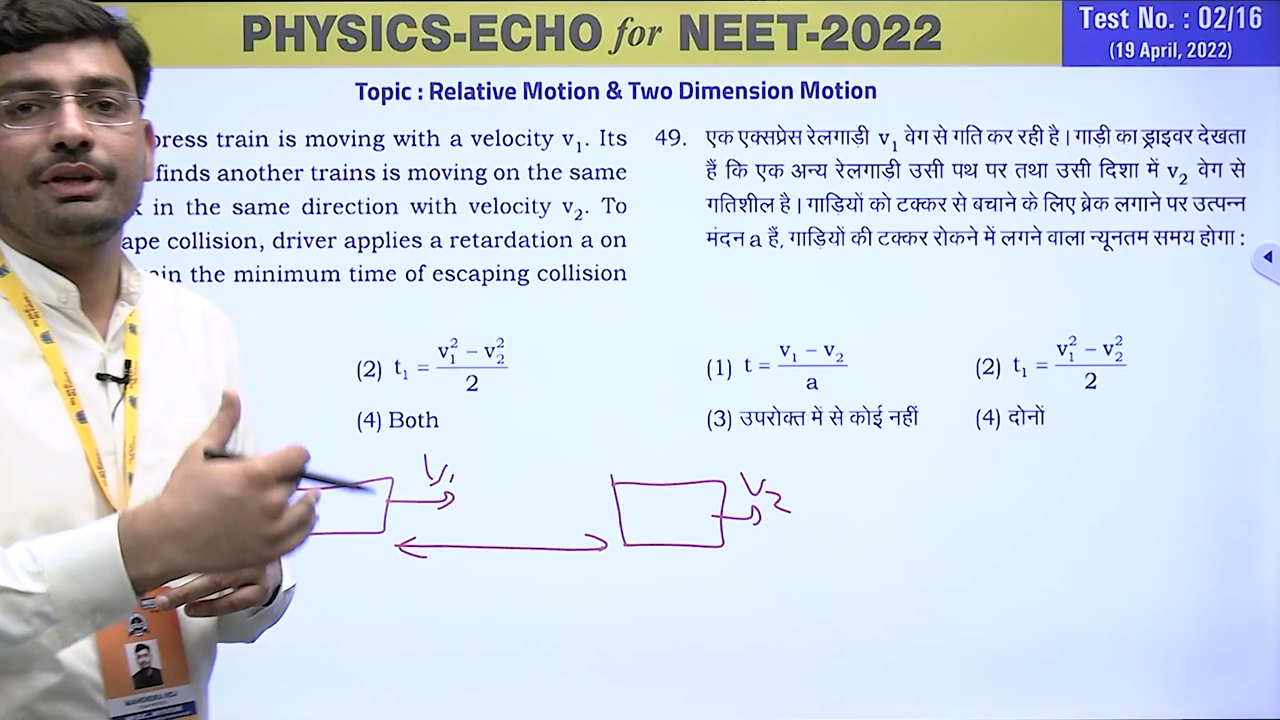 PHYSICS-ECHO for NEET-2022
Test No. : 02/16
(19 April, 2022)
Topic : Relative Motion & Two Dimension Motion
press train is moving with a velocity v₁. Its
finds another trains is moving on the same
in the same direction with velocity v₂. To
ape collision, driver applies a retardation a on
in the minimum time of escaping collision
(2) t₁ = (v₁² – v₂²)/2
(4) Both
49. एक एक्सप्रेस रेलगाड़ी v₁ वेग से गति कर रही है। गाड़ी का ड्राइवर देखता
हैं कि एक अन्य रेलगाड़ी उसी पथ पर तथा उसी दिशा में v₂ वेग से
गतिशील है। गाड़ियों को टक्कर से बचाने के लिए ब्रेक लगाने पर उत्पन्न
मंदन a हैं, गाड़ियों की टक्कर रोकने में लगने वाला न्यूनतम समय होगा :
(1) t = (v₁ – v₂)/a (2) t₁ = (v₁² – v₂²)/2
(3) उपरोक्त में से कोई नहीं (4) दोनों
V₁
V₂